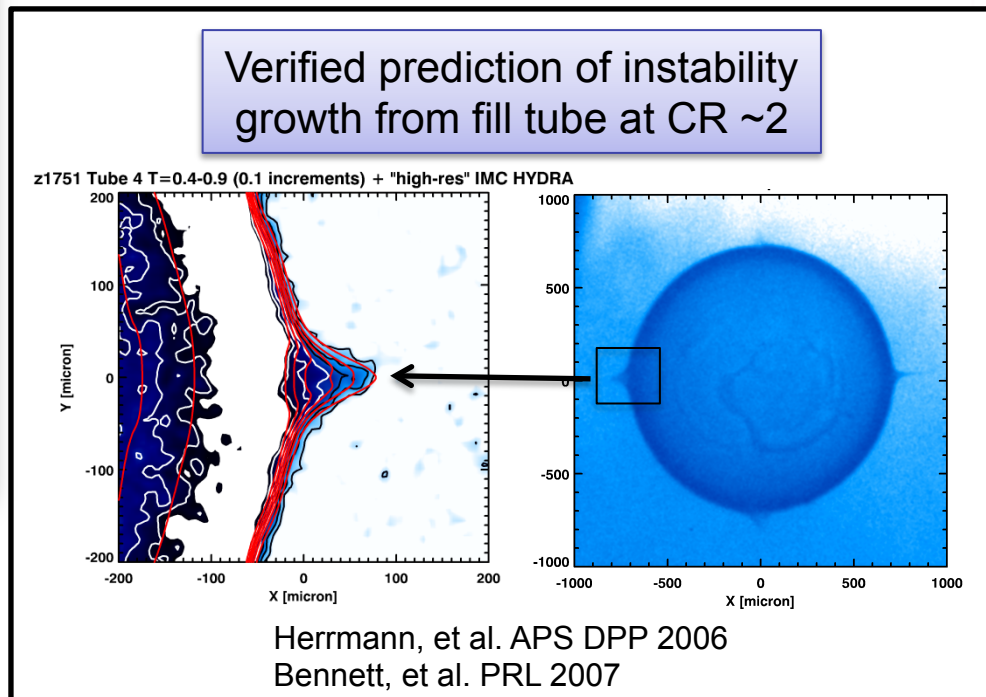 Verified prediction of instability
growth from fill tube at CR ~2
z1751 Tube 4 T=0.4-0.9 (0.1 increments) + "high-res" IMC HYDRA
200
100
0
-100
-200
Y [micron]
-200 -100 0 100 200
X [micron]
1000
500
0
-500
-1000
-1000 -500 0 500 1000
X [micron]
Herrmann, et al. APS DPP 2006
Bennett, et al. PRL 2007